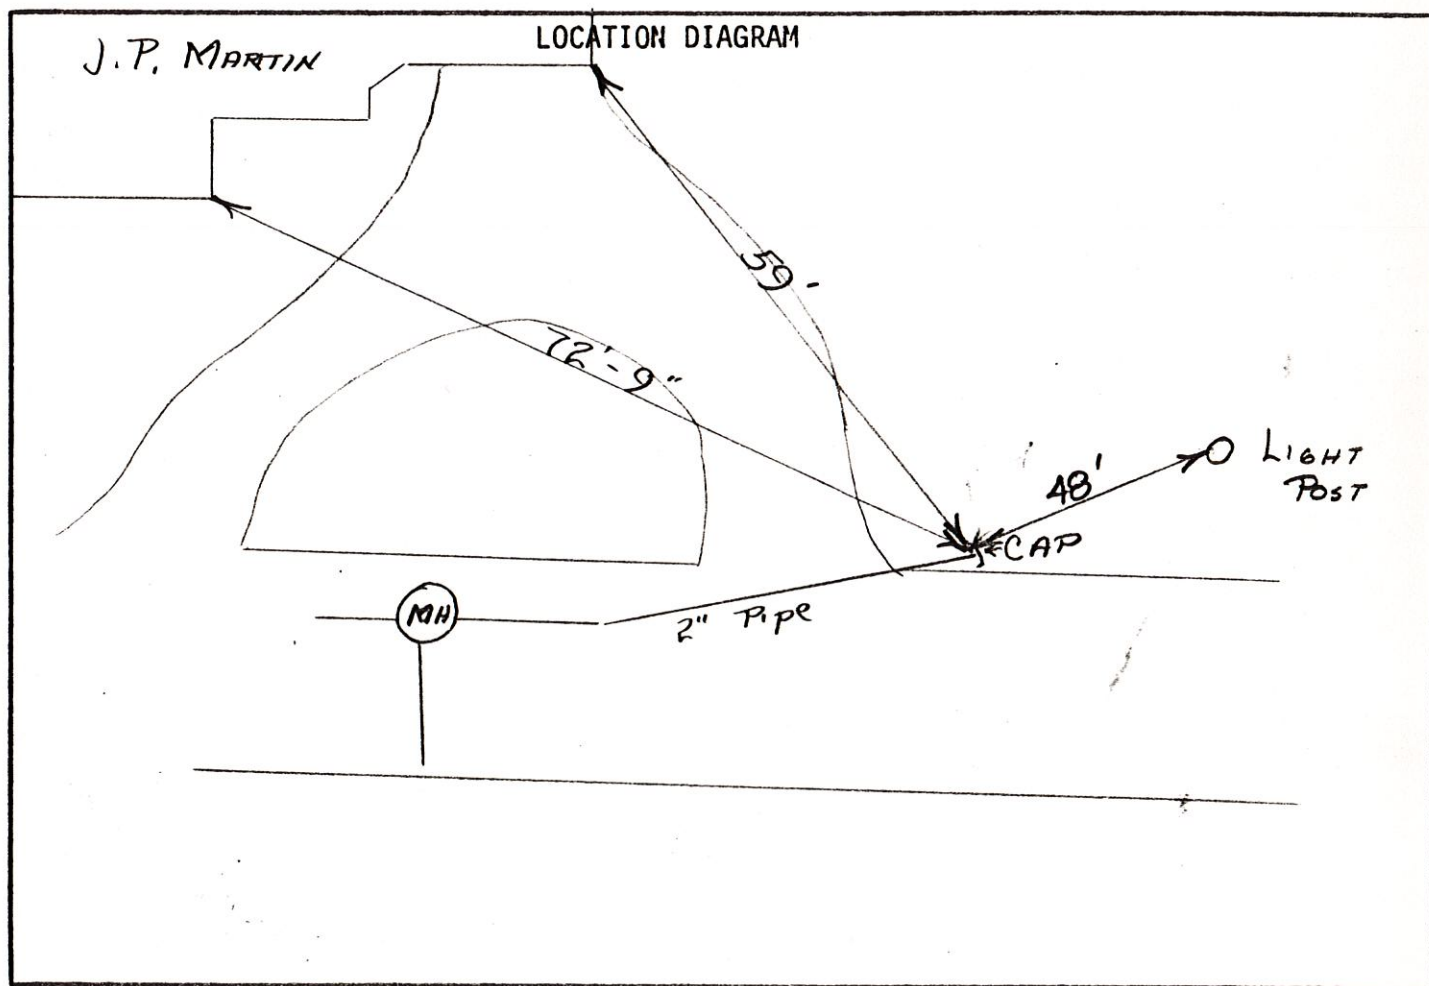 LOCATION DIAGRAM
J.P. MARTIN
59'
72'-9"
48'
LIGHT
POST
CAP
MH
2" Pipe